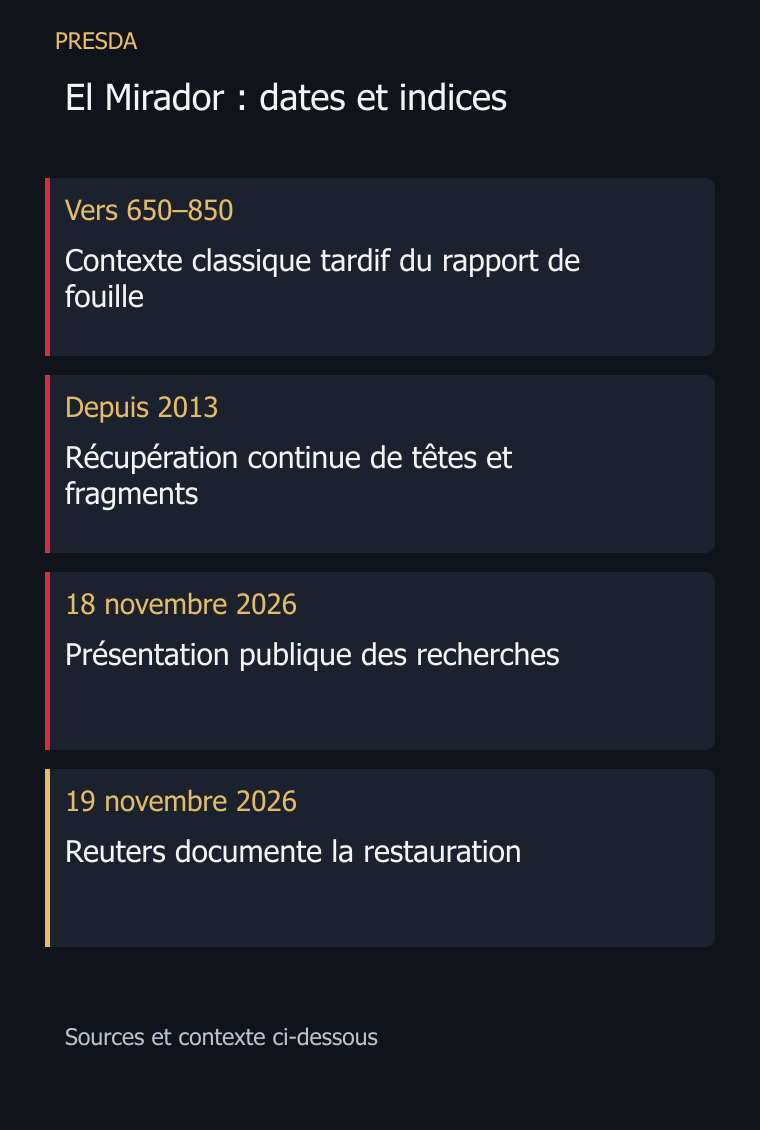 PRESDA
El Mirador : dates et indices
Vers 650–850
Contexte classique tardif du rapport de
fouille
Depuis 2013
Récupération continue de têtes et
fragments
18 novembre 2026
Présentation publique des recherches
19 novembre 2026
Reuters documente la restauration
Sources et contexte ci-dessous